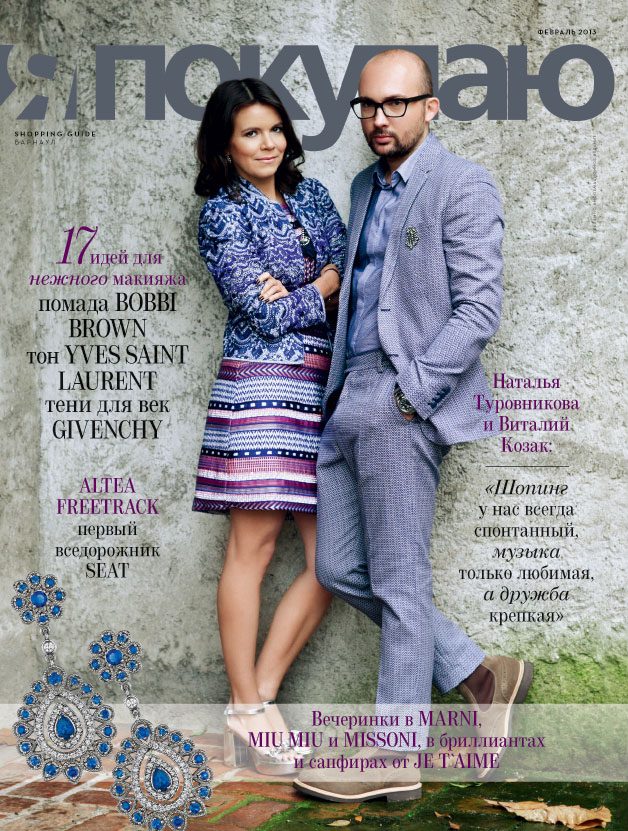 ФЕВРАЛЬ 2013
я покупаю
SHOPPING GUIDE
БАРНАУЛ
17 идей для
нежного макияжа
помада BOBBI
BROWN
тон YVES SAINT
LAURENT
тени для век
GIVENCHY
ALTEA
FREETRACK
первый
вседорожник
SEAT
Наталья
Туровникова
и Виталий
Козак:
«Шопинг
у нас всегда
спонтанный,
музыка
только любимая,
а дружба
крепкая»
Вечеринки в MARNI,
MIU MIU и MISSONI, в бриллиантах
и сапфирах от JE T`AIME